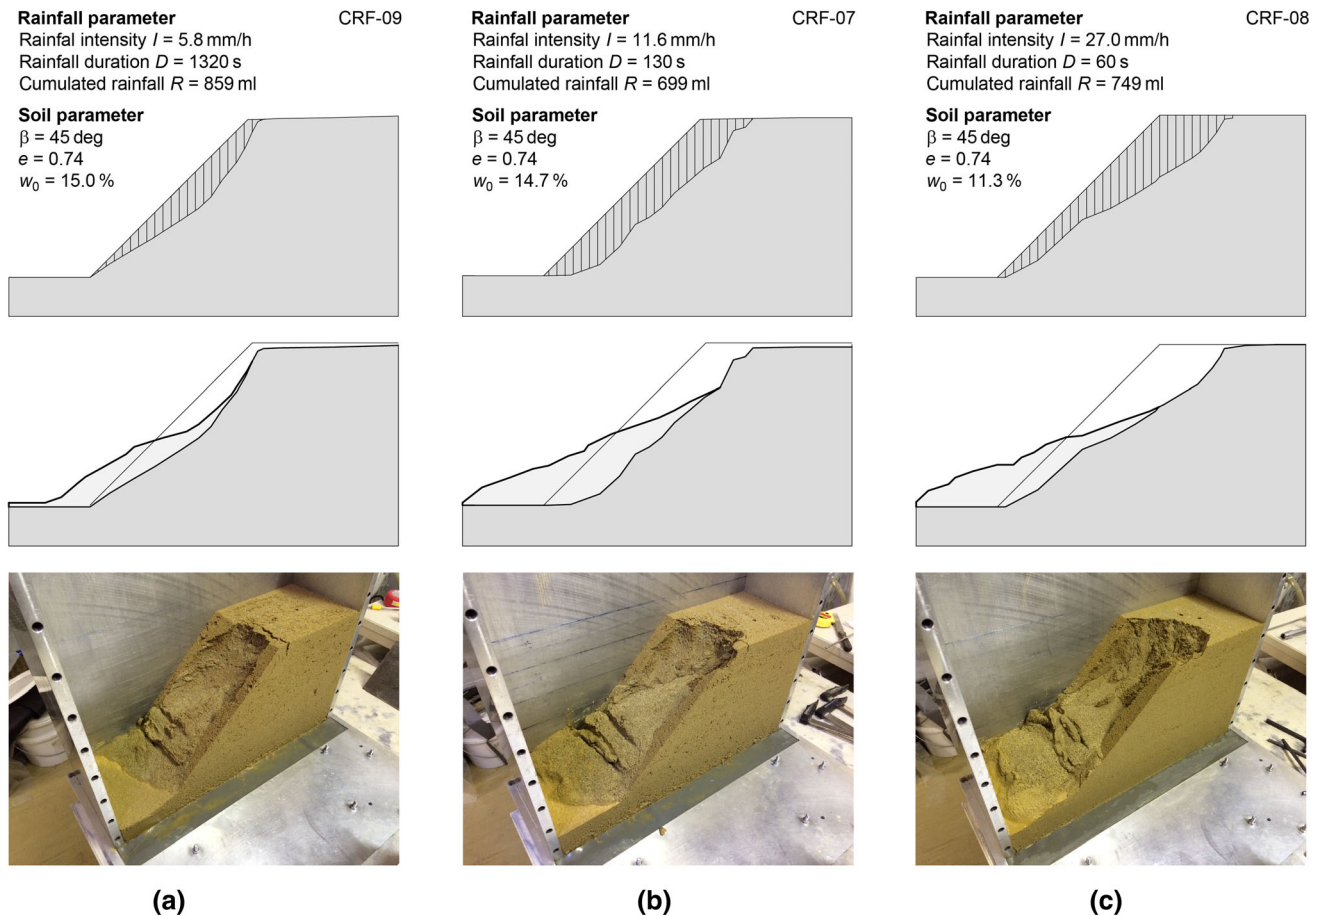 Rainfall parameter CRF-09
Rainfal intensity I = 5.8 mm/h
Rainfall duration D = 1320 s
Cumulated rainfall R = 859 ml
Soil parameter
β = 45 deg
e = 0.74
w0 = 15.0 %
Rainfall parameter CRF-07
Rainfal intensity I = 11.6 mm/h
Rainfall duration D = 130 s
Cumulated rainfall R = 699 ml
Soil parameter
β = 45 deg
e = 0.74
w0 = 14.7 %
Rainfall parameter CRF-08
Rainfal intensity I = 27.0 mm/h
Rainfall duration D = 60 s
Cumulated rainfall R = 749 ml
Soil parameter
β = 45 deg
e = 0.74
w0 = 11.3 %
(a)
(b)
(c)